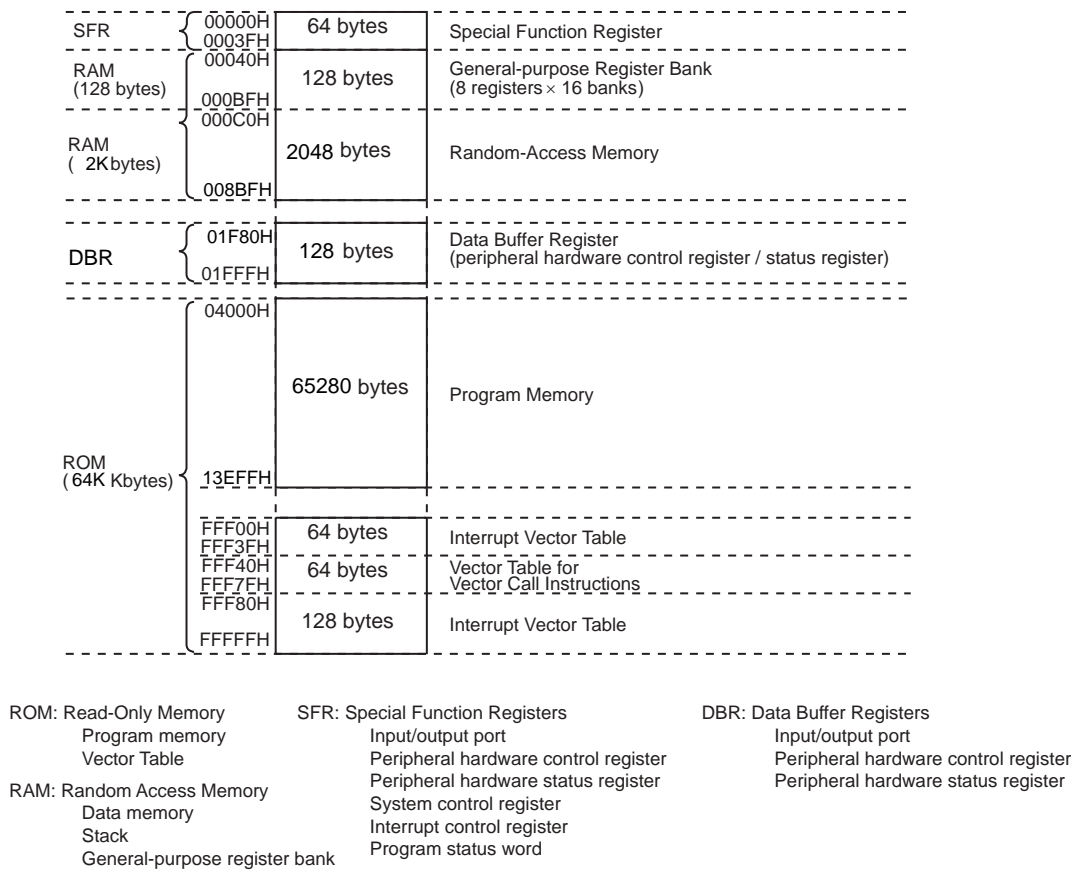 SFR 00000H 64 bytes Special Function Register
0003FH
RAM 00040H 128 bytes General-purpose Register Bank
(128 bytes) 000BFH (8 registers × 16 banks)
000C0H
RAM 2048 bytes Random-Access Memory
( 2K bytes)
008BFH
01F80H Data Buffer Register
DBR 128 bytes (peripheral hardware control register / status register)
01FFFH
04000H
65280 bytes Program Memory
ROM
( 64K Kbytes) 13EFFH
FFF00H 64 bytes Interrupt Vector Table
FFF3FH
FFF40H 64 bytes Vector Table for
FFF7FH Vector Call Instructions
FFF80H
128 bytes Interrupt Vector Table
FFFFFH
ROM: Read-Only Memory
Program memory
Vector Table
RAM: Random Access Memory
Data memory
Stack
General-purpose register bank
SFR: Special Function Registers
Input/output port
Peripheral hardware control register
Peripheral hardware status register
System control register
Interrupt control register
Program status word
DBR: Data Buffer Registers
Input/output port
Peripheral hardware control register
Peripheral hardware status register